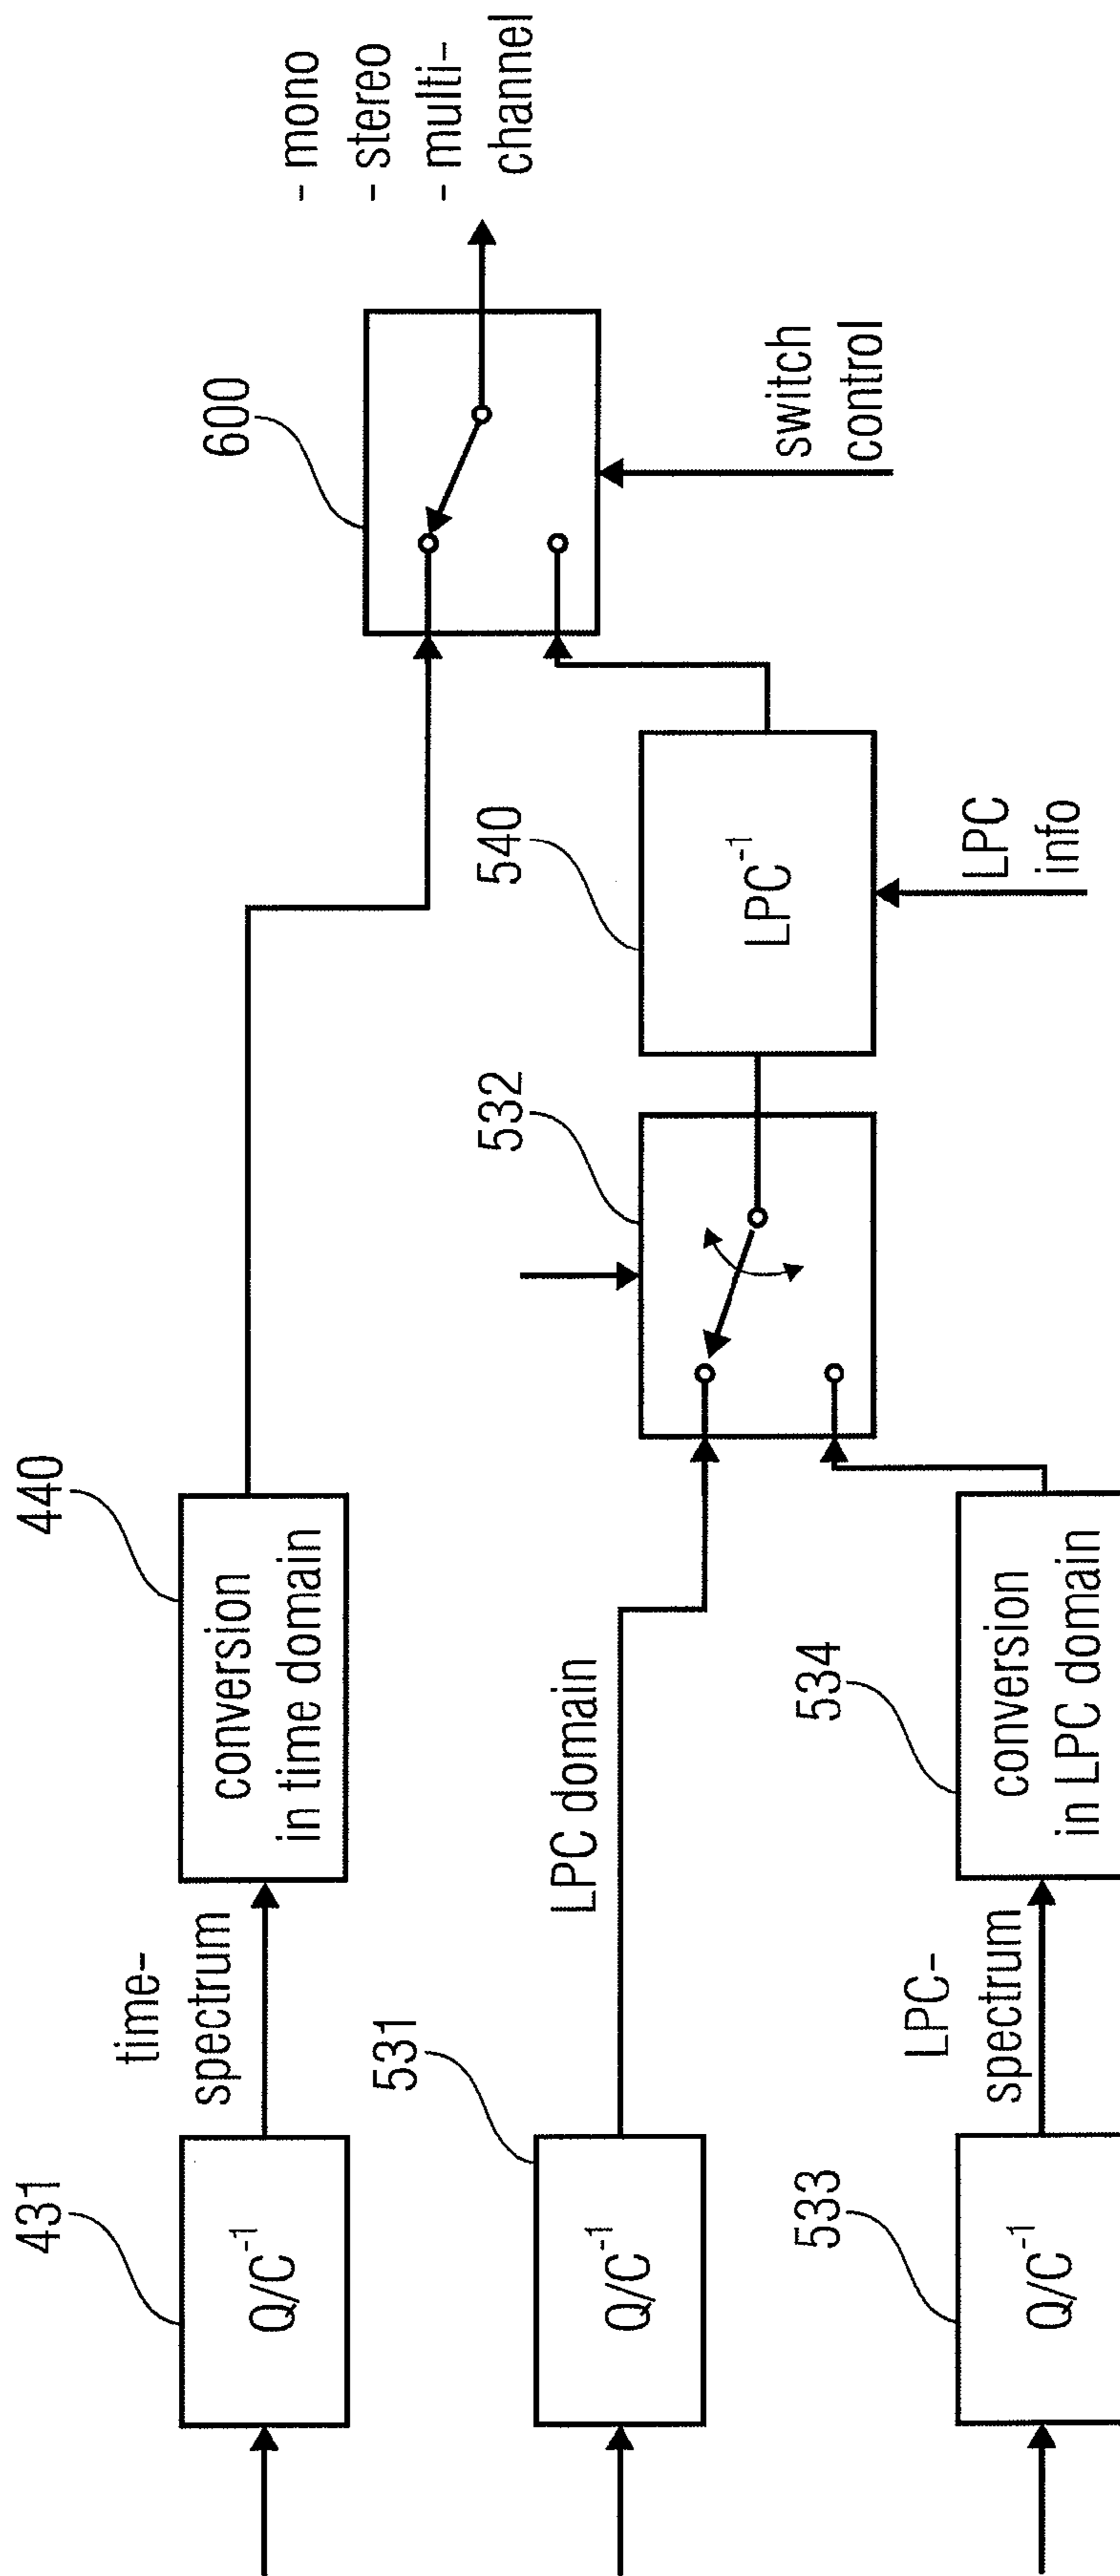 431
Q/C⁻¹
time-
spectrum
440
conversion
in time domain
600
- mono
- stereo
- multi-
channel
switch
control
531
Q/C⁻¹
LPC domain
532
540
LPC⁻¹
LPC
info
533
Q/C⁻¹
LPC-
spectrum
534
conversion
in LPC domain